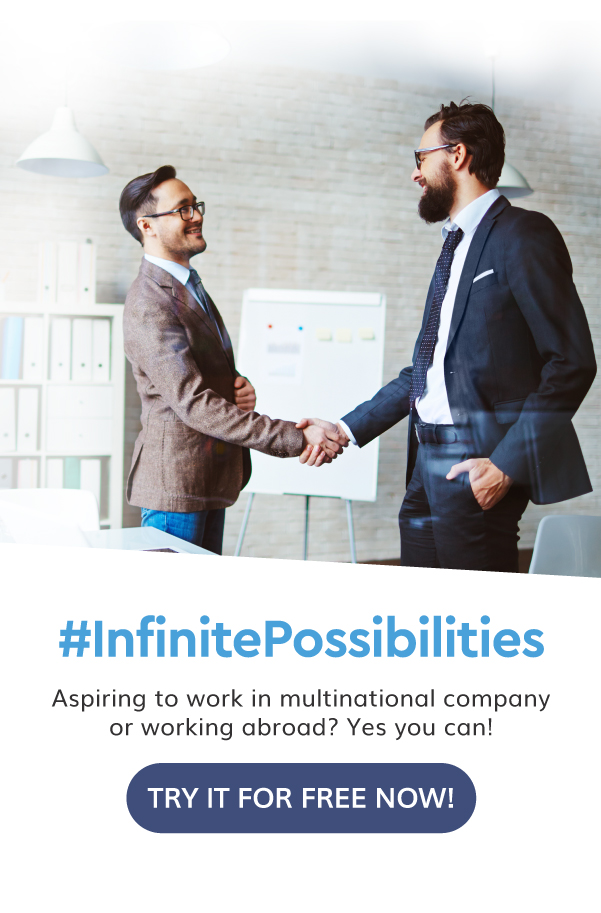 #InfinitePossibilities
Aspiring to work in multinational company
or working abroad? Yes you can!
TRY IT FOR FREE NOW!